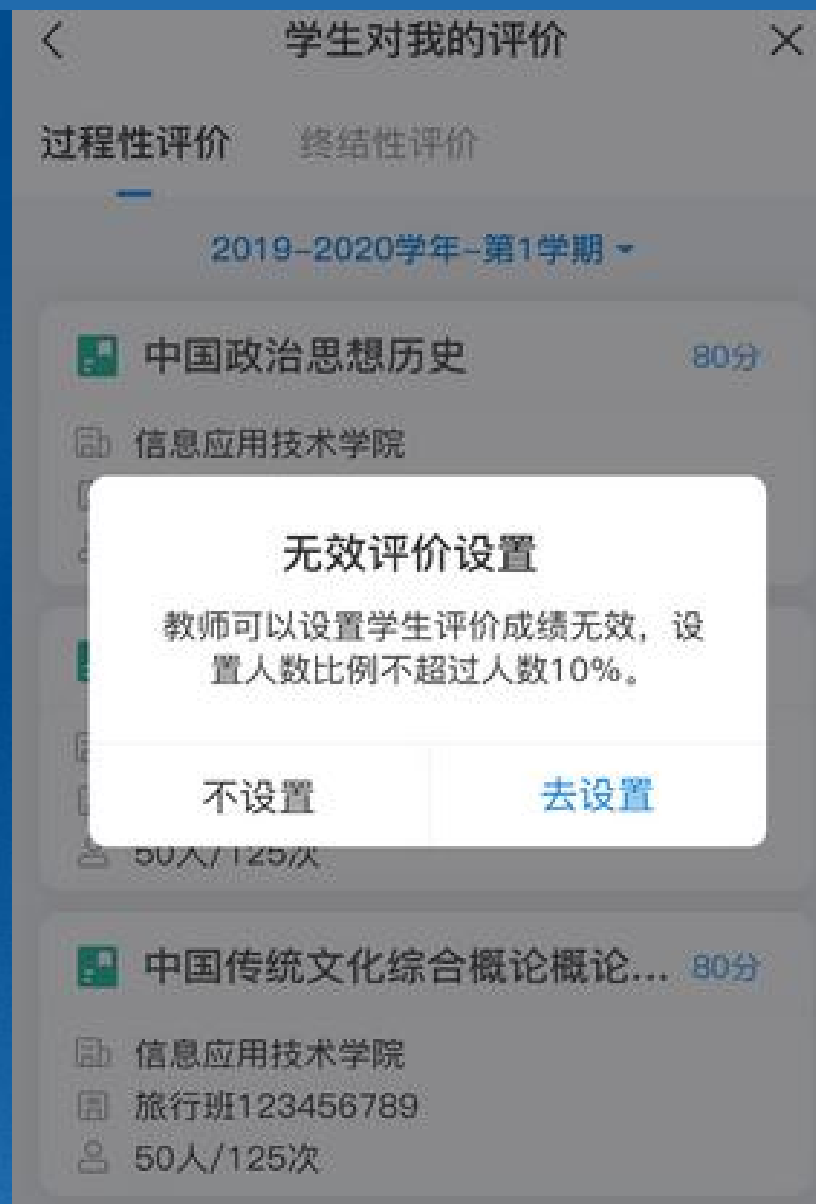 学生对我的评价
过程性评价 终结性评价
2019-2020学年-第1学期
中国政治思想历史 80分
信息应用技术学院
无效评价设置
教师可以设置学生评价成绩无效，设
置人数比例不超过人数10%。
不设置 去设置
50人/125次
中国传统文化综合概论概论... 80分
信息应用技术学院
旅行班123456789
50人/125次